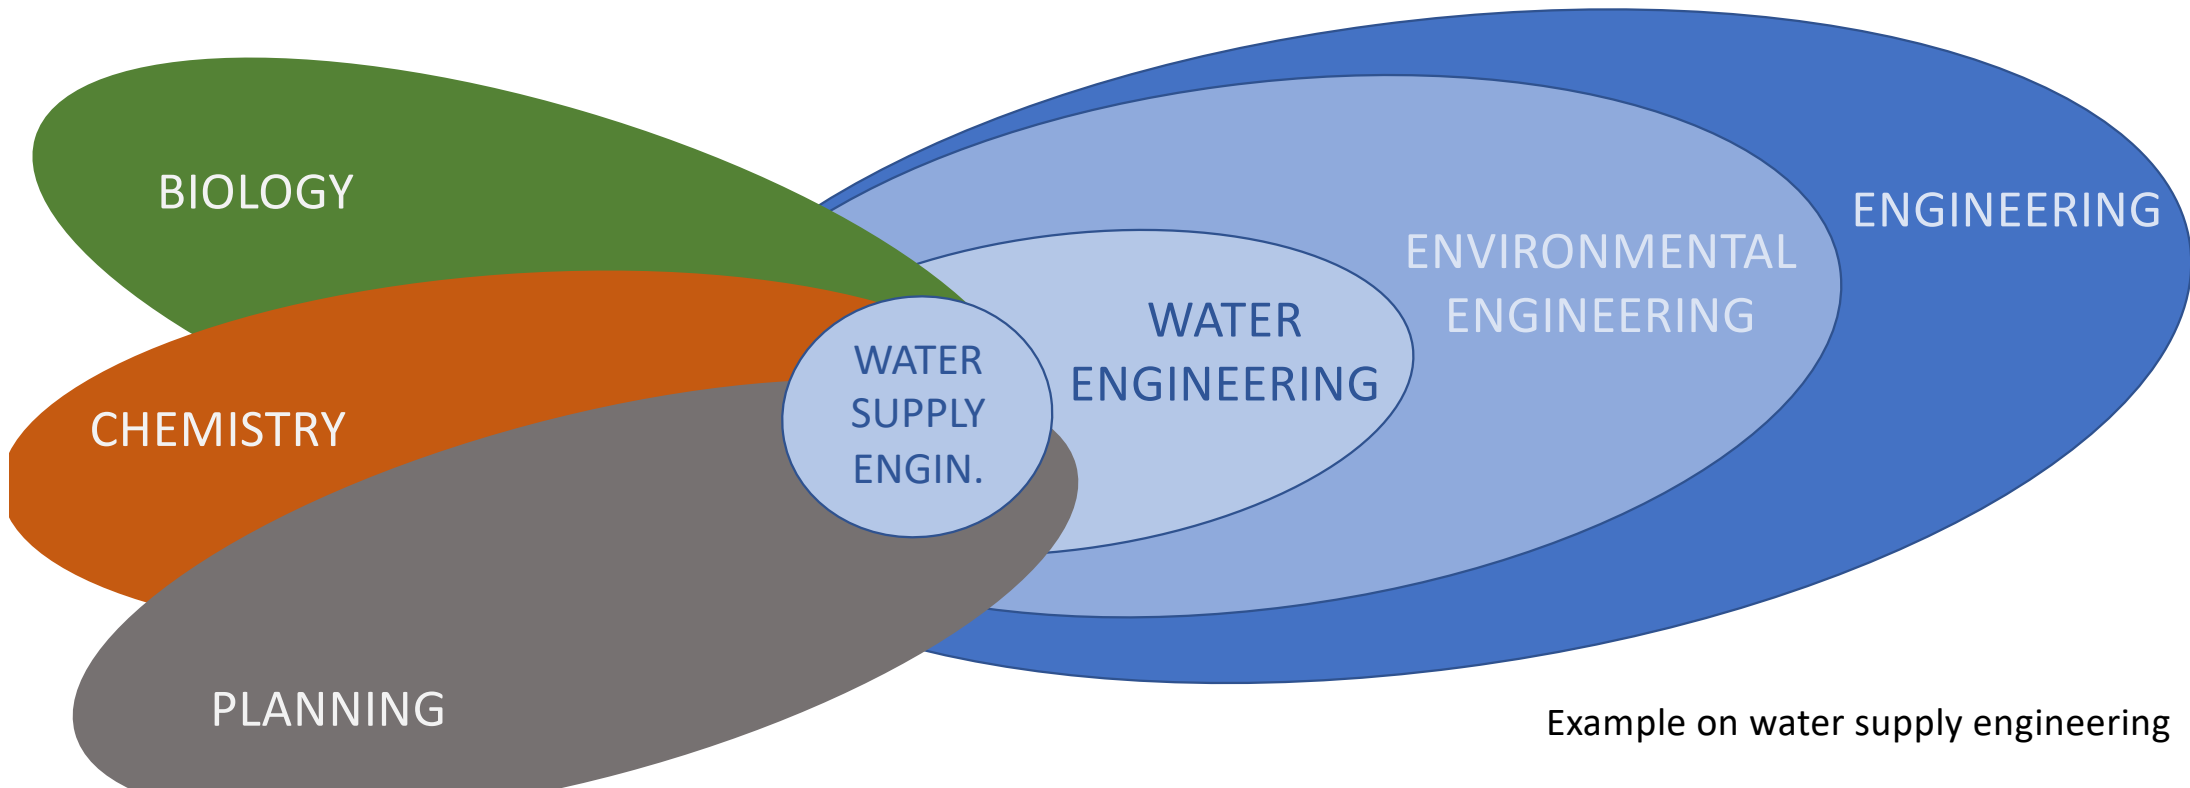 BIOLOGY
CHEMISTRY
PLANNING
WATER
SUPPLY
ENGIN.
WATER
ENGINEERING
ENVIRONMENTAL
ENGINEERING
ENGINEERING
Example on water supply engineering